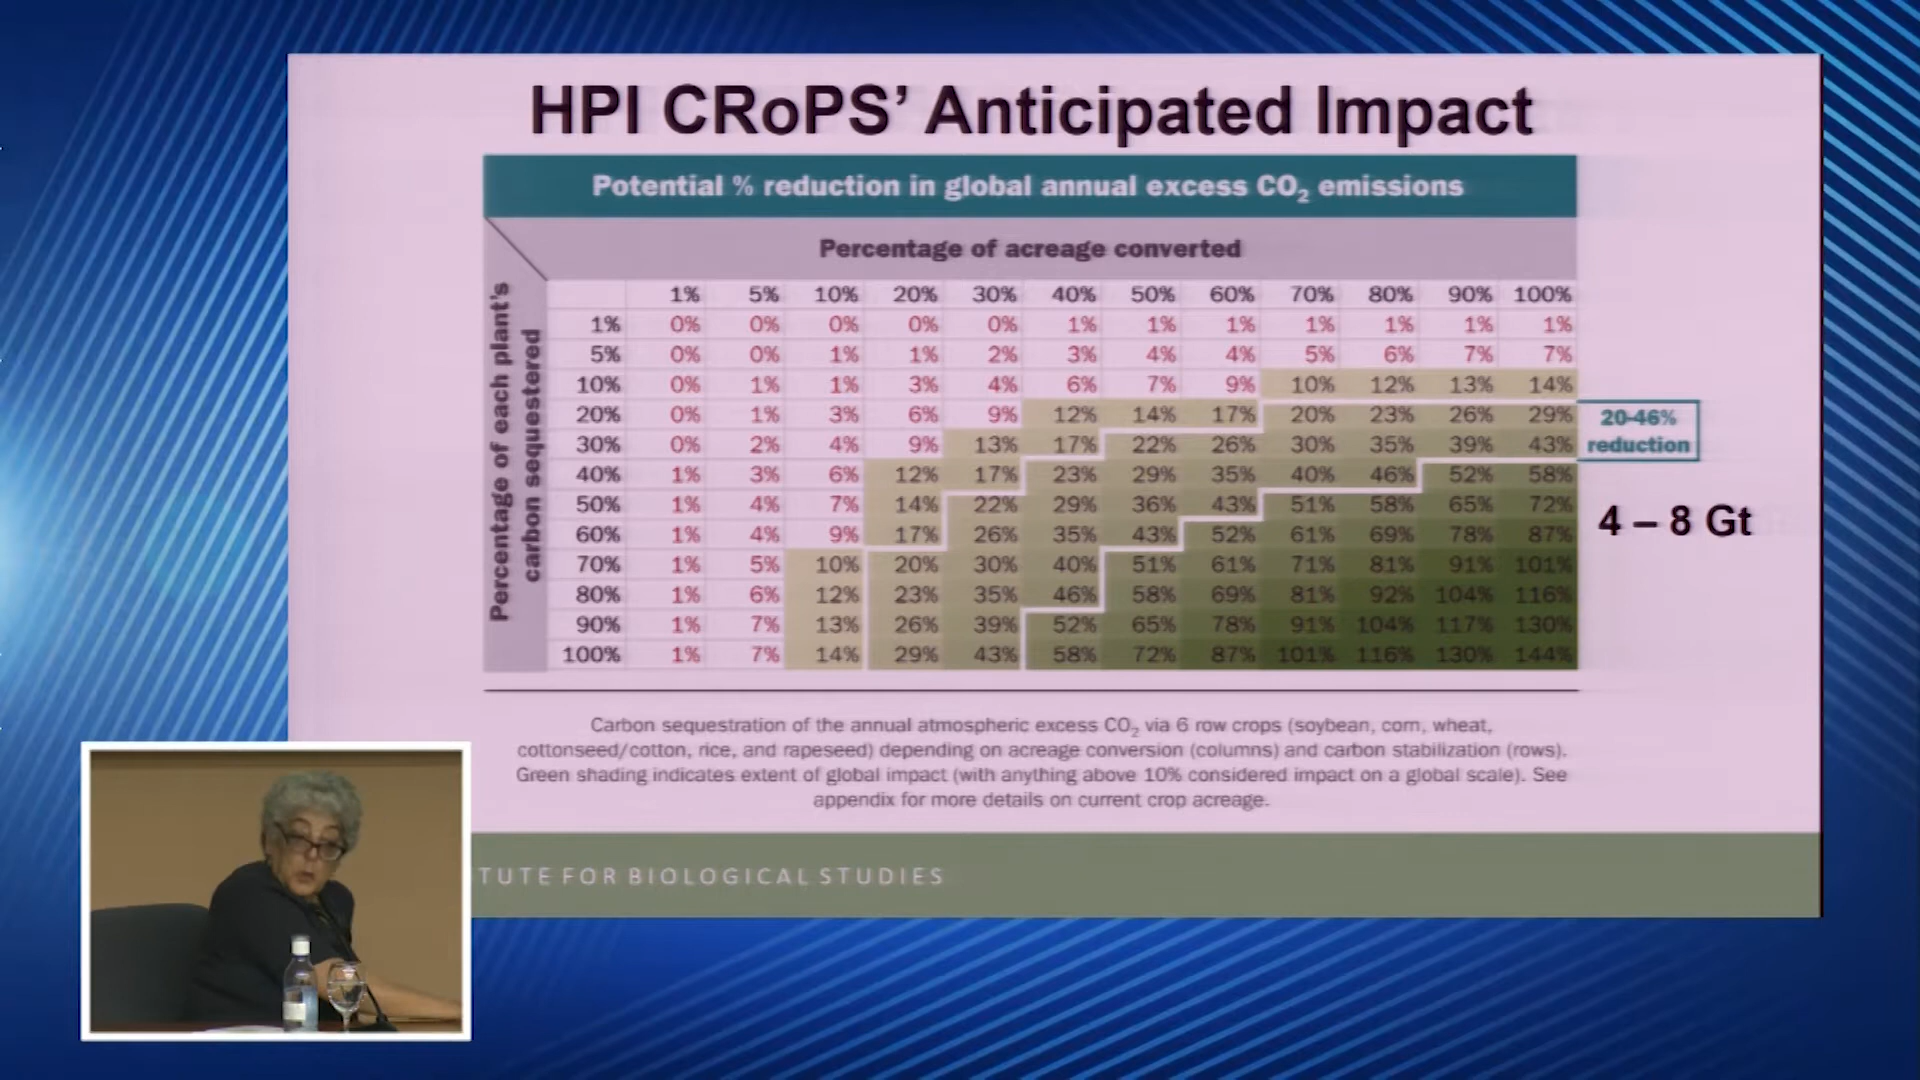 HPI CRoPS' Anticipated Impact
Potential % reduction in global annual excess CO₂ emissions
Percentage of acreage converted
Percentage of each plant's
carbon sequestered
1% 5% 10% 20% 30% 40% 50% 60% 70% 80% 90% 100%
1% 0% 0% 0% 0% 0% 1% 1% 1% 1% 1% 1% 1%
5% 0% 0% 1% 1% 2% 3% 4% 4% 5% 6% 7% 7%
10% 0% 1% 1% 3% 4% 6% 7% 9% 10% 12% 13% 14%
20% 0% 1% 3% 6% 9% 12% 14% 17% 20% 23% 26% 29%
30% 0% 2% 4% 9% 13% 17% 22% 26% 30% 35% 39% 43%
40% 1% 3% 6% 12% 17% 23% 29% 35% 40% 46% 52% 58%
50% 1% 4% 7% 14% 22% 29% 36% 43% 51% 58% 65% 72%
60% 1% 4% 9% 17% 26% 35% 43% 52% 61% 69% 78% 87%
70% 1% 5% 10% 20% 30% 40% 51% 61% 71% 81% 91% 101%
80% 1% 6% 12% 23% 35% 46% 58% 69% 81% 92% 104% 116%
90% 1% 7% 13% 26% 39% 52% 65% 78% 91% 104% 117% 130%
100% 1% 7% 14% 29% 43% 58% 72% 87% 101% 116% 130% 144%
20-46%
reduction
4 – 8 Gt
Carbon sequestration of the annual atmospheric excess CO₂ via 6 row crops (soybean, corn, wheat,
cottonseed/cotton, rice, and rapeseed) depending on acreage conversion (columns) and carbon stabilization (rows).
Green shading indicates extent of global impact (with anything above 10% considered impact on a global scale). See
appendix for more details on current crop acreage.
TUTE FOR BIOLOGICAL STUDIES